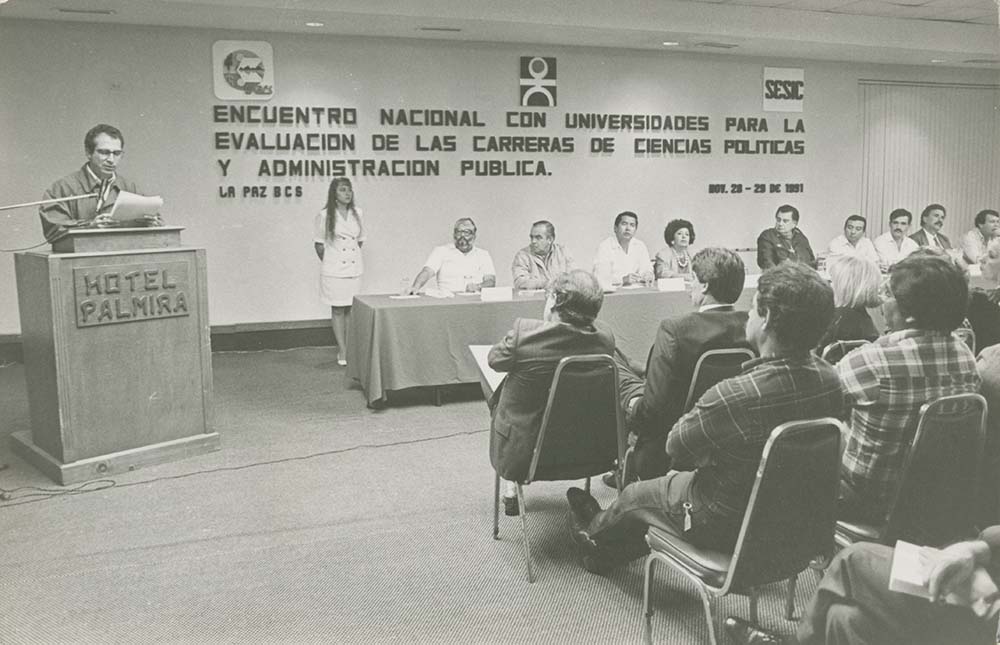 SESIC
ENCUENTRO NACIONAL CON UNIVERSIDADES PARA LA
EVALUACION DE LAS CARRERAS DE CIENCIAS POLITICAS
Y ADMINISTRACION PUBLICA.
LA PAZ BCS
NOV. 28 - 29 DE 1991
HOTEL
PALMIRA